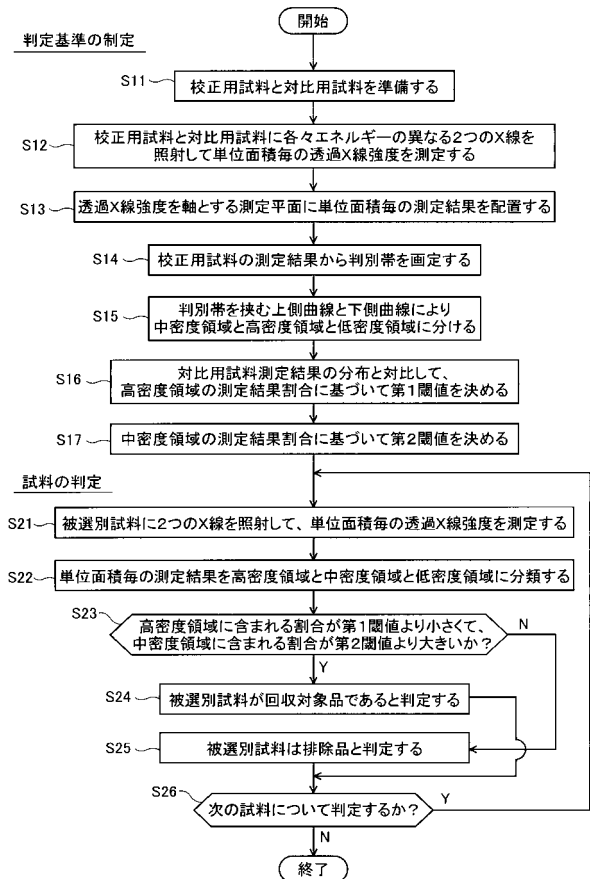 開始
判定基準の制定
S11
校正用試料と対比用試料を準備する
S12
校正用試料と対比用試料に各々エネルギーの異なる2つのX線を
照射して単位面積毎の透過X線強度を測定する
S13
透過X線強度を軸とする測定平面に単位面積毎の測定結果を配置する
S14
校正用試料の測定結果から判別帯を画定する
S15
判別帯を挟む上側曲線と下側曲線により
中密度領域と高密度領域と低密度領域に分ける
S16
対比用試料測定結果の分布と対比して、
高密度領域の測定結果割合に基づいて第1閾値を決める
S17
中密度領域の測定結果割合に基づいて第2閾値を決める
試料の判定
S21
被選別試料に2つのX線を照射して、単位面積毎の透過X線強度を測定する
S22
単位面積毎の測定結果を高密度領域と中密度領域と低密度領域に分類する
S23
高密度領域に含まれる割合が第1閾値より小さくて、
中密度領域に含まれる割合が第2閾値より大きいか?
N
Y
S24
被選別試料が回収対象品であると判定する
S25
被選別試料は排除品と判定する
S26
次の試料について判定するか?
Y
N
終了